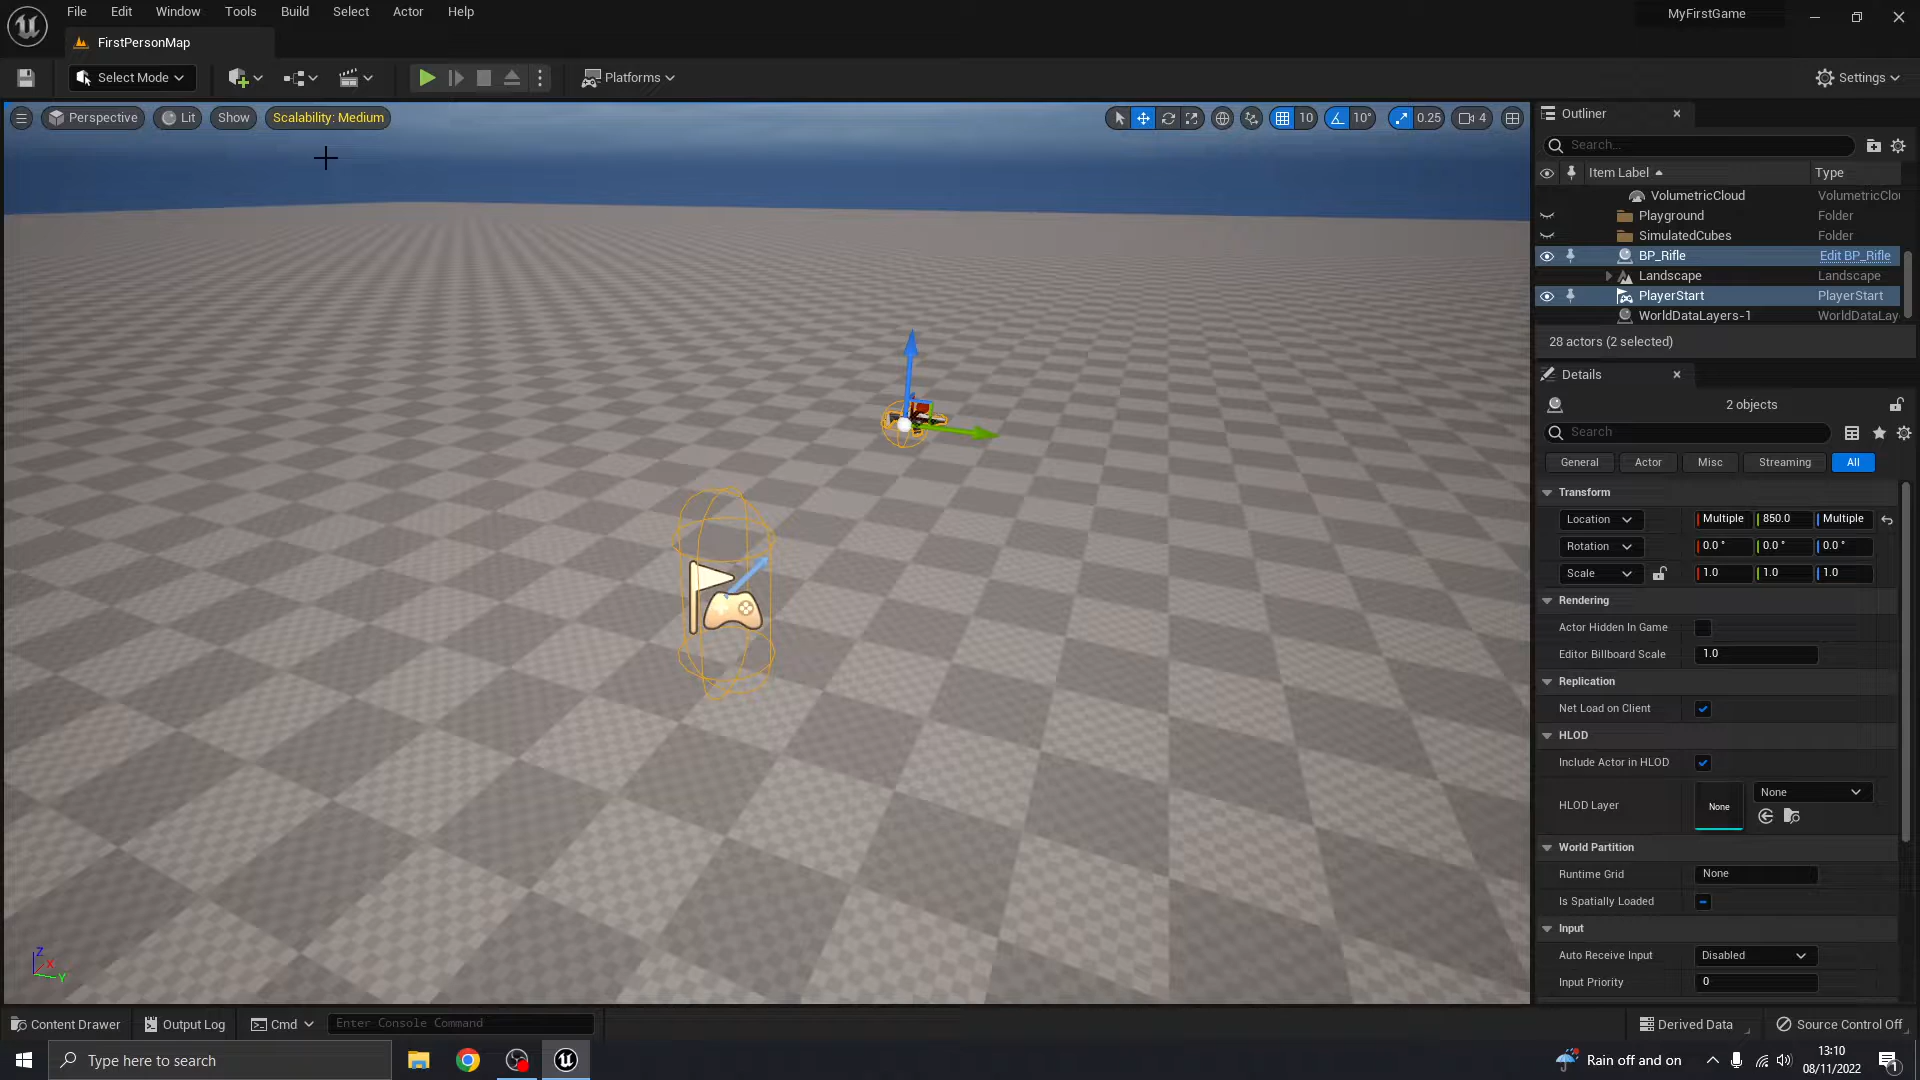 File Edit Window Tools Build Select Actor Help
MyFirstGame
FirstPersonMap
Select Mode
Platforms
Settings
Perspective Lit Show Scalability: Medium
10 10° 0.25 4
Outliner
Search...
Item Label Type
VolumetricCloud VolumetricClou
Playground Folder
SimulatedCubes Folder
BP_Rifle Edit BP_Rifle
Landscape Landscape
PlayerStart PlayerStart
WorldDataLayers-1 WorldDataLay
28 actors (2 selected)
Details
2 objects
Search
General Actor Misc Streaming All
Transform
Location Multiple 850.0 Multiple
Rotation 0.0 ° 0.0 ° 0.0 °
Scale 1.0 1.0 1.0
Rendering
Actor Hidden In Game
Editor Billboard Scale 1.0
Replication
Net Load on Client
HLOD
Include Actor in HLOD
HLOD Layer None None
World Partition
Runtime Grid None
Is Spatially Loaded
Input
Auto Receive Input Disabled
Input Priority 0
Z X Y
Content Drawer Output Log Cmd Enter Console Command
Derived Data Source Control Off
Type here to search
Rain off and on
13:10
08/11/2022
1